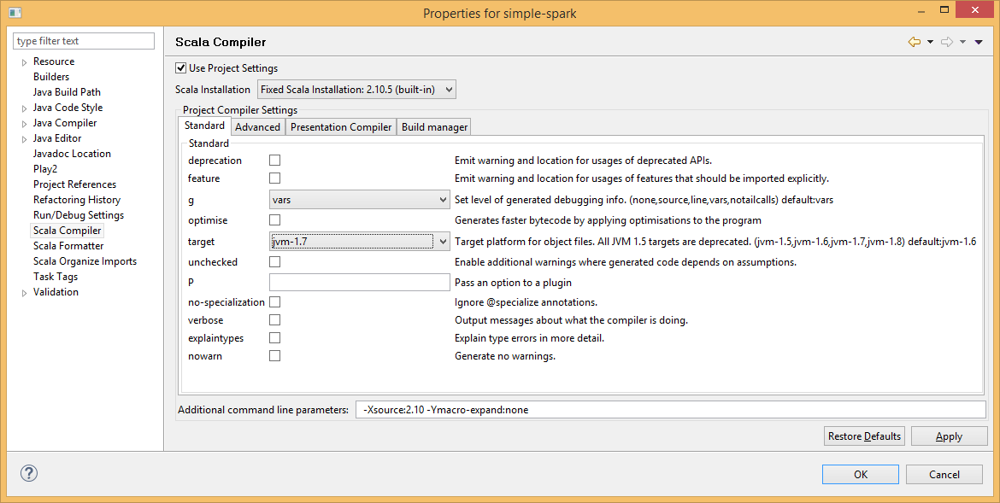 Properties for simple-spark
type filter text
Resource
Builders
Java Build Path
Java Code Style
Java Compiler
Java Editor
Javadoc Location
Play2
Project References
Refactoring History
Run/Debug Settings
Scala Compiler
Scala Formatter
Scala Organize Imports
Task Tags
Validation
Scala Compiler
Use Project Settings
Scala Installation Fixed Scala Installation: 2.10.5 (built-in)
Project Compiler Settings
Standard Advanced Presentation Compiler Build manager
Standard
deprecation Emit warning and location for usages of deprecated APIs.
feature Emit warning and location for usages of features that should be imported explicitly.
g vars Set level of generated debugging info. (none,source,line,vars,notailcalls) default:vars
optimise Generates faster bytecode by applying optimisations to the program
target jvm-1.7 Target platform for object files. All JVM 1.5 targets are deprecated. (jvm-1.5,jvm-1.6,jvm-1.7,jvm-1.8) default:jvm-1.6
unchecked Enable additional warnings where generated code depends on assumptions.
P Pass an option to a plugin
no-specialization Ignore @specialize annotations.
verbose Output messages about what the compiler is doing.
explaintypes Explain type errors in more detail.
nowarn Generate no warnings.
Additional command line parameters: -Xsource:2.10 -Ymacro-expand:none
Restore Defaults Apply
? OK Cancel